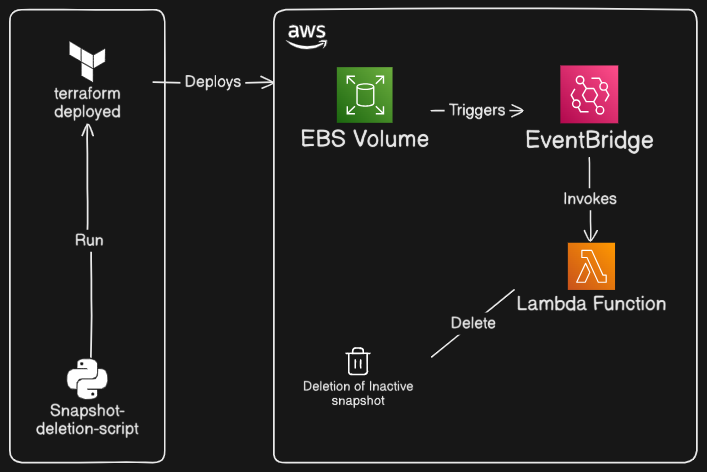 terraform
deployed
Run
Snapshot-
deletion-script
Deploys
aws
EBS Volume
Triggers
EventBridge
Invokes
Lambda Function
Delete
Deletion of Inactive
snapshot